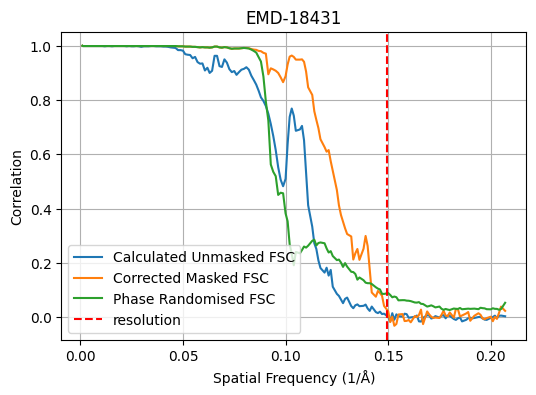 EMD-18431
1.0
0.8
0.6
0.4
0.2
0.0
Correlation
Calculated Unmasked FSC
Corrected Masked FSC
Phase Randomised FSC
resolution
0.00
0.05
0.10
0.15
0.20
Spatial Frequency (1/Å)